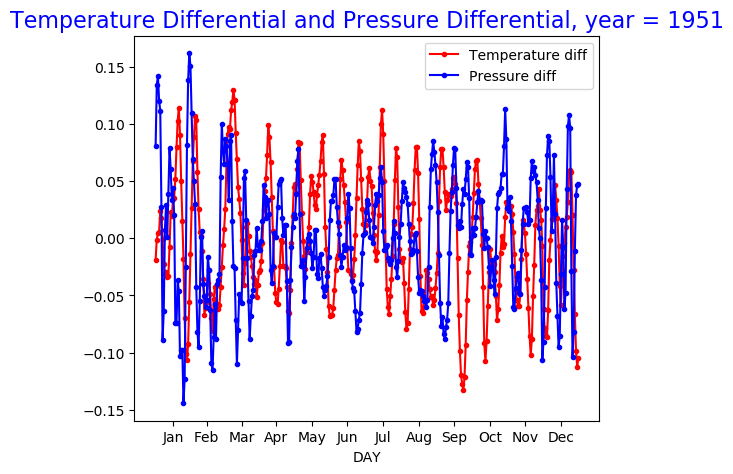 Temperature Differential and Pressure Differential, year = 1951
Temperature diff
Pressure diff
0.15
0.10
0.05
0.00
−0.05
−0.10
−0.15
Jan Feb Mar Apr May Jun Jul Aug Sep Oct Nov Dec
DAY